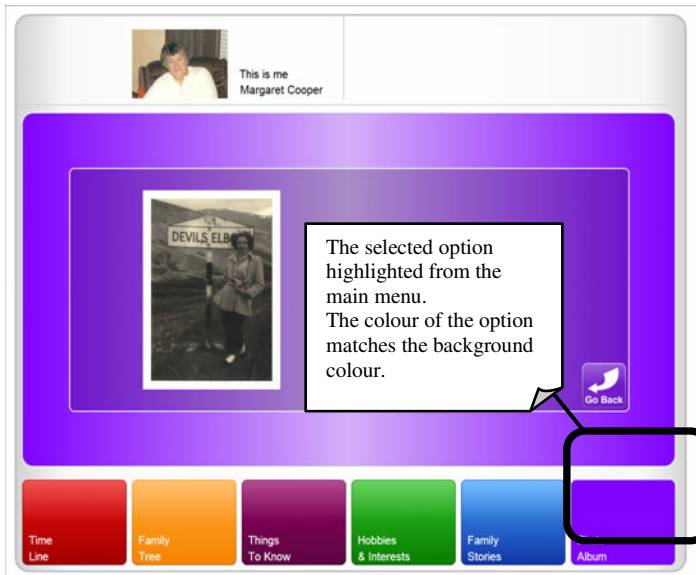 This is me
Margaret Cooper
DEVILS
The selected option
highlighted from the
main menu.
The colour of the option
matches the background
colour.
Go Back
Time
Line
Family
Tree
Things
To Know
Hobbies
& Interests
Family
Stories
Album